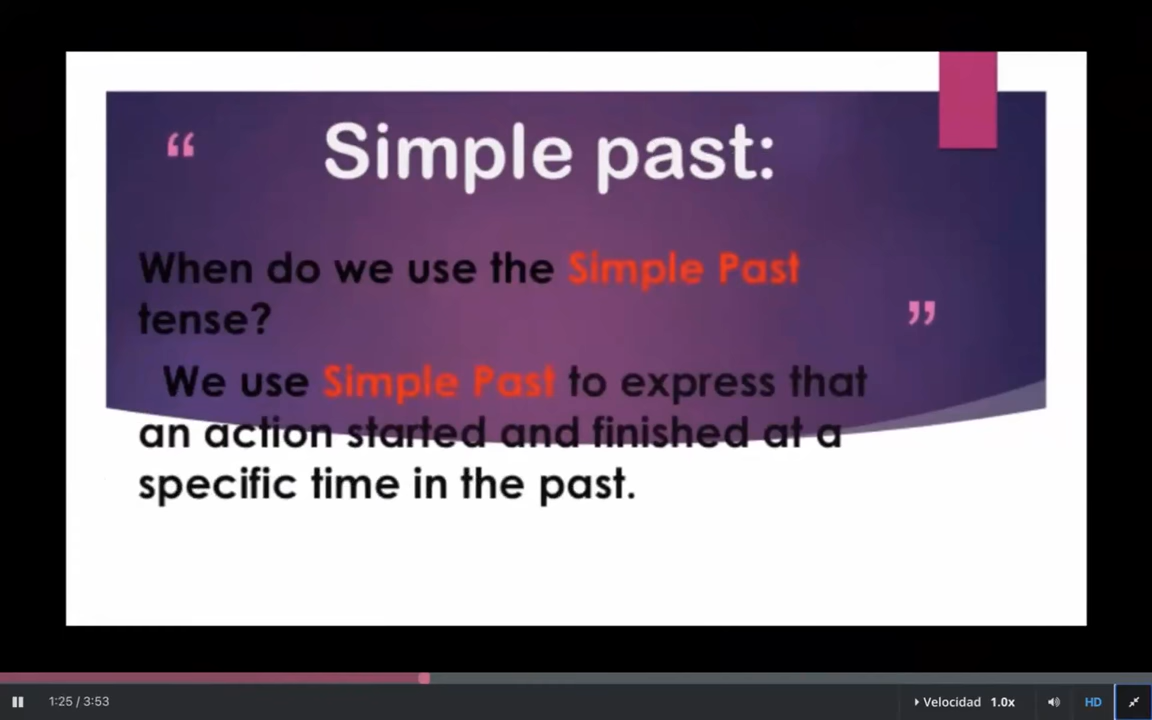 “
Simple past:
When do we use the Simple Past
tense?
”
We use Simple Past to express that
an action started and finished at a
specific time in the past.
1:25 / 3:53
Velocidad 1.0x
HD